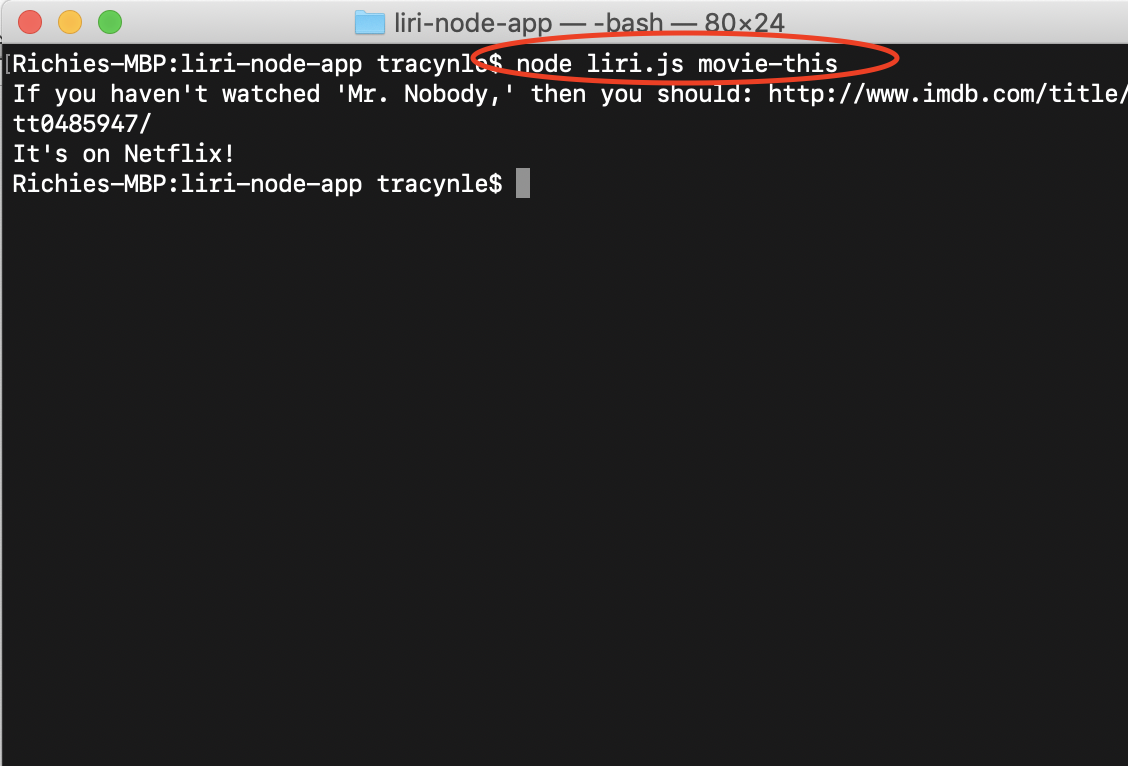 liri-node-app — -bash — 80×24
[Richies-MBP:liri-node-app tracynle$ node liri.js movie-this
If you haven't watched 'Mr. Nobody,' then you should: http://www.imdb.com/title/
tt0485947/
It's on Netflix!
Richies-MBP:liri-node-app tracynle$